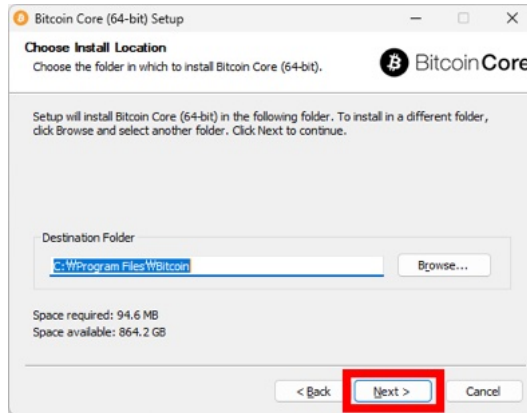 Bitcoin Core (64-bit) Setup
Choose Install Location
Choose the folder in which to install Bitcoin Core (64-bit).
Bitcoin Core
Setup will install Bitcoin Core (64-bit) in the following folder. To install in a different folder,
click Browse and select another folder. Click Next to continue.
Destination Folder
C:₩Program Files₩Bitcoin
Browse...
Space required: 94.6 MB
Space available: 864.2 GB
< Back
Next >
Cancel